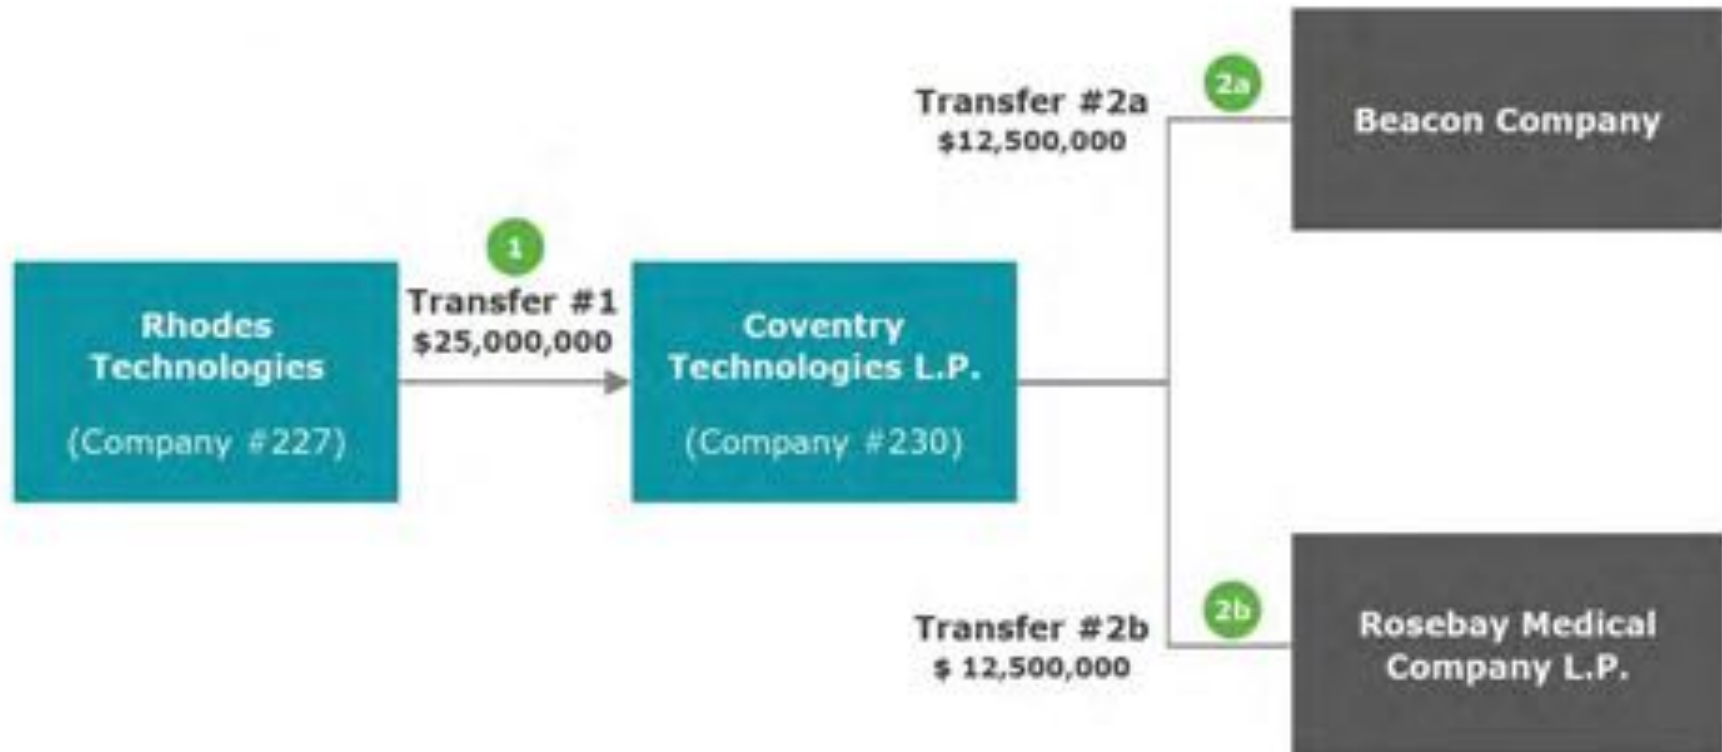 1
Transfer #1
$25,000,000
Rhodes
Technologies
(Company #227)
Coventry
Technologies L.P.
(Company #230)
2a
Transfer #2a
$12,500,000
Beacon Company
2b
Transfer #2b
$ 12,500,000
Rosebay Medical
Company L.P.